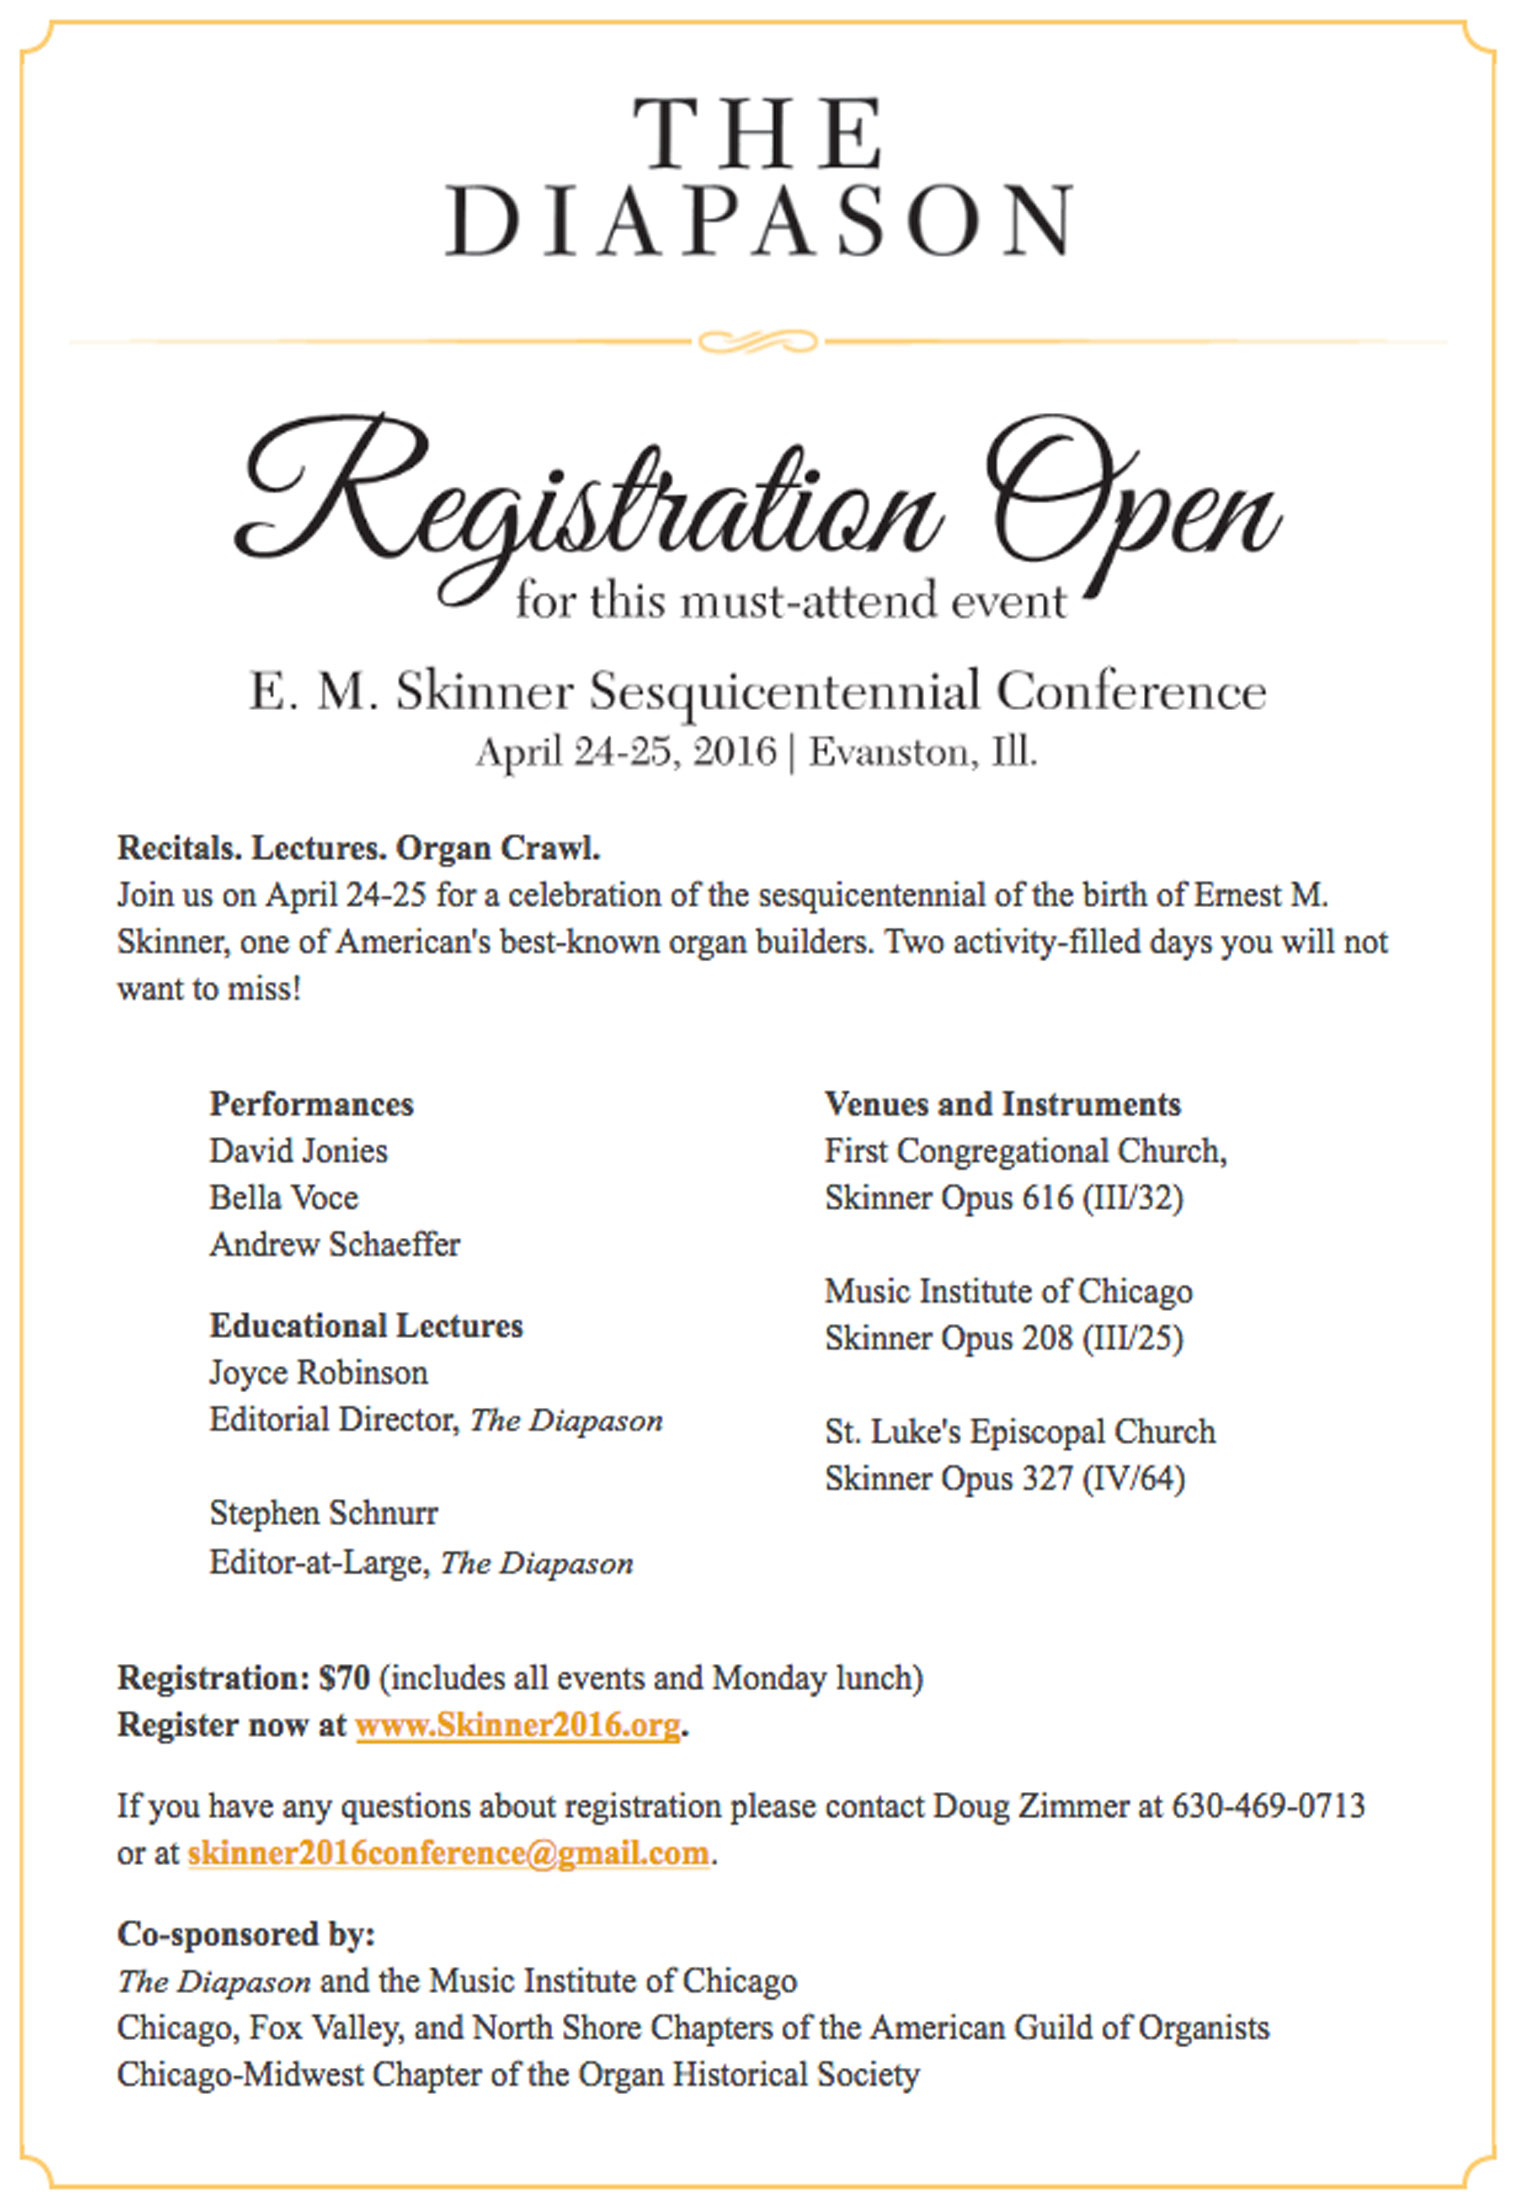 THE
DIAPASON
Registration Open
for this must-attend event
E. M. Skinner Sesquicentennial Conference
April 24-25, 2016 | Evanston, Ill.
Recitals. Lectures. Organ Crawl.
Join us on April 24-25 for a celebration of the sesquicentennial of the birth of Ernest M.
Skinner, one of American's best-known organ builders. Two activity-filled days you will not
want to miss!
Performances
David Jonies
Bella Voce
Andrew Schaeffer
Educational Lectures
Joyce Robinson
Editorial Director, The Diapason
Stephen Schnurr
Editor-at-Large, The Diapason
Venues and Instruments
First Congregational Church,
Skinner Opus 616 (III/32)
Music Institute of Chicago
Skinner Opus 208 (III/25)
St. Luke's Episcopal Church
Skinner Opus 327 (IV/64)
Registration: $70 (includes all events and Monday lunch)
Register now at www.Skinner2016.org.
If you have any questions about registration please contact Doug Zimmer at 630-469-0713
or at skinner2016conference@gmail.com.
Co-sponsored by:
The Diapason and the Music Institute of Chicago
Chicago, Fox Valley, and North Shore Chapters of the American Guild of Organists
Chicago-Midwest Chapter of the Organ Historical Society